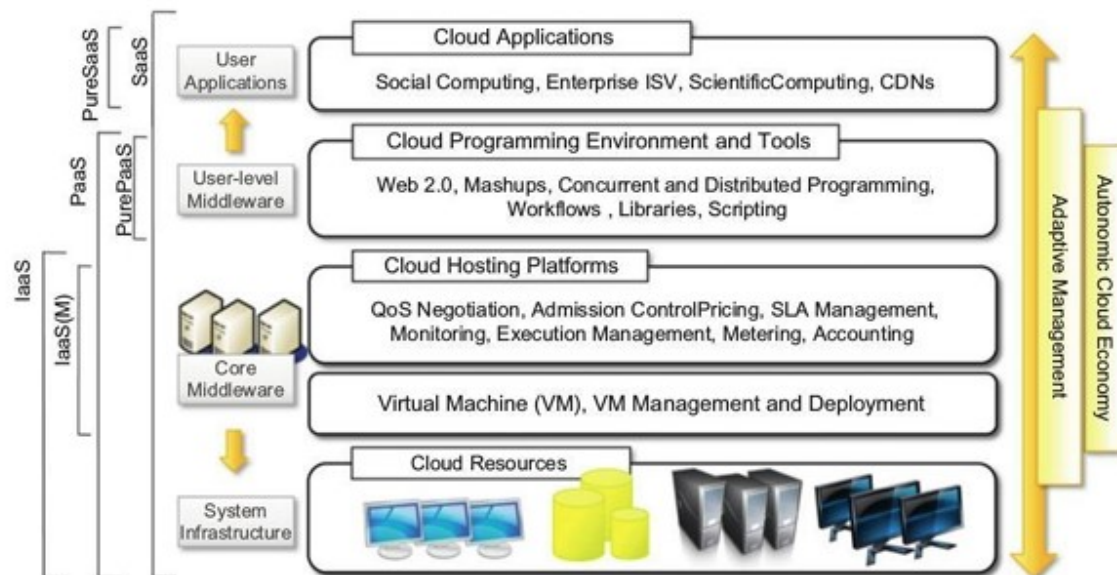 PureSaaS
SaaS
User
Applications
Cloud Applications
Social Computing, Enterprise ISV, ScientificComputing, CDNs
PaaS
PurePaaS
User-level
Middleware
Cloud Programming Environment and Tools
Web 2.0, Mashups, Concurrent and Distributed Programming,
Workflows , Libraries, Scripting
IaaS
IaaS(M)
Core
Middleware
Cloud Hosting Platforms
QoS Negotiation, Admission ControlPricing, SLA Management,
Monitoring, Execution Management, Metering, Accounting
Virtual Machine (VM), VM Management and Deployment
System
Infrastructure
Cloud Resources
Adaptive Management
Autonomic Cloud Economy